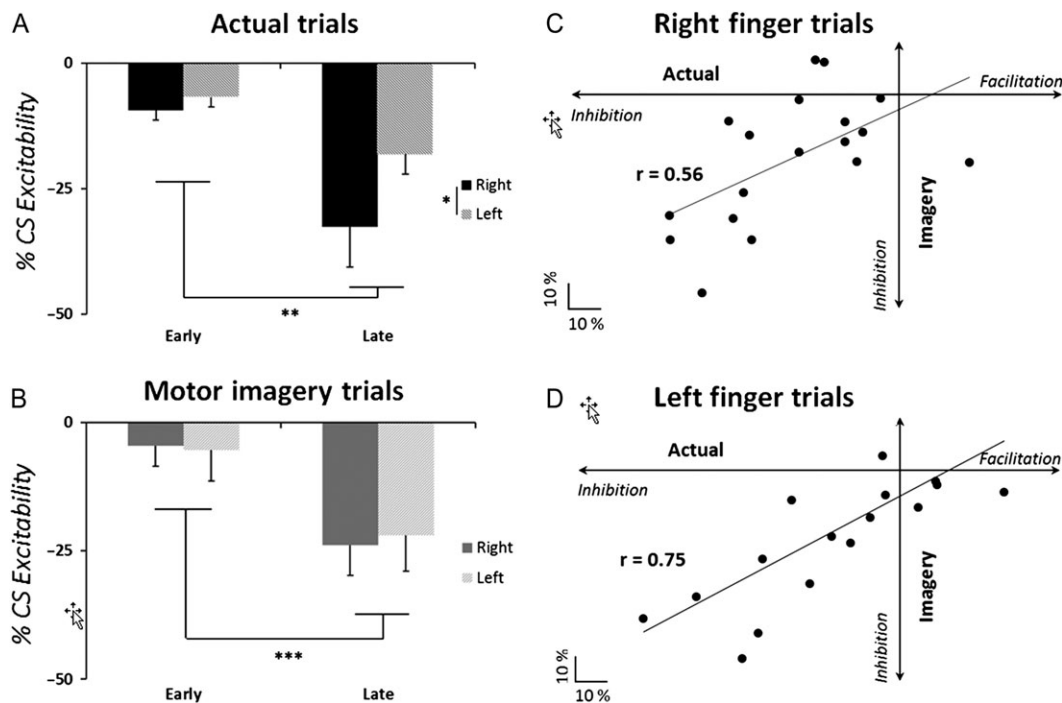 A
Actual trials
0
−25
−50
% CS Excitability
Right
Left
*
**
Early
Late
B
Motor imagery trials
0
−25
−50
% CS Excitability
Right
Left
***
Early
Late
C
Right finger trials
Actual
Facilitation
Inhibition
r = 0.56
Imagery
Inhibition
10 %
10 %
D
Left finger trials
Actual
Facilitation
Inhibition
r = 0.75
Imagery
Inhibition
10 %
10 %